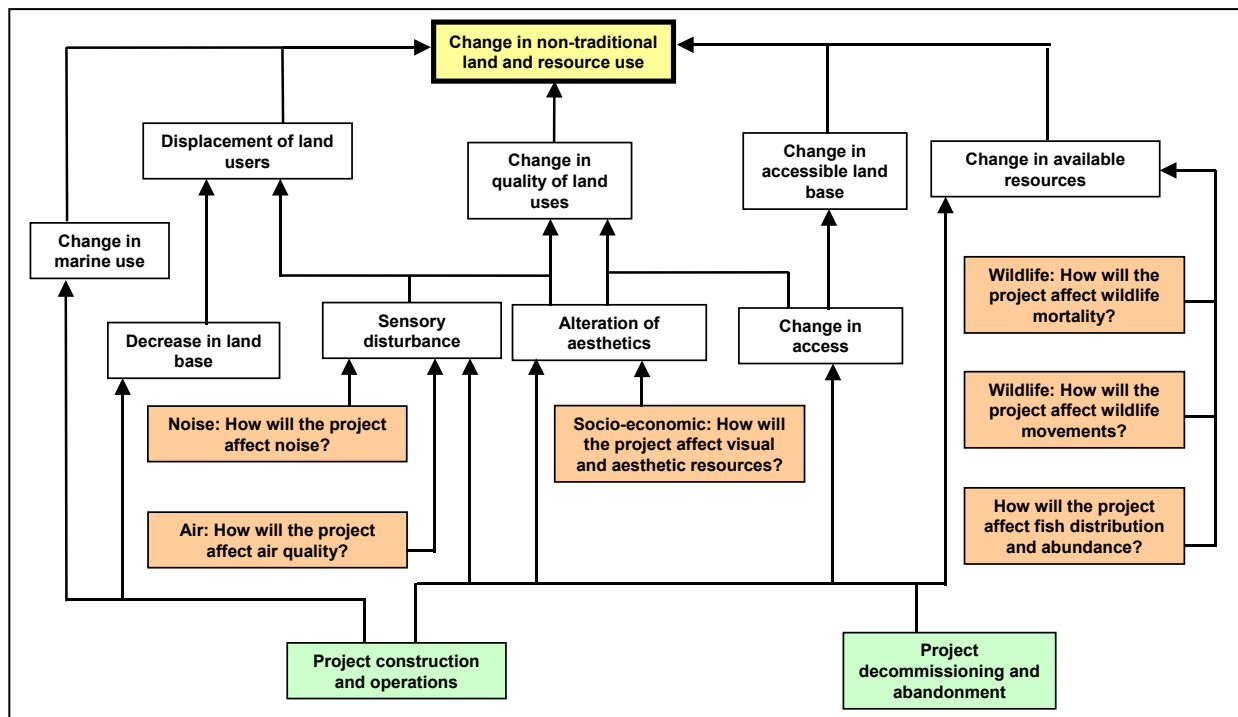 Change in non-traditional
land and resource use
Displacement of land
users
Change in
quality of land
uses
Change in
accessible land
base
Change in available
resources
Change in
marine use
Decrease in land
base
Sensory
disturbance
Alteration of
aesthetics
Change in
access
Wildlife: How will the
project affect wildlife
mortality?
Noise: How will the project
affect noise?
Socio-economic: How will
the project affect visual
and aesthetic resources?
Wildlife: How will the
project affect wildlife
movements?
Air: How will the project
affect air quality?
How will the project
affect fish distribution
and abundance?
Project construction
and operations
Project
decommissioning and
abandonment